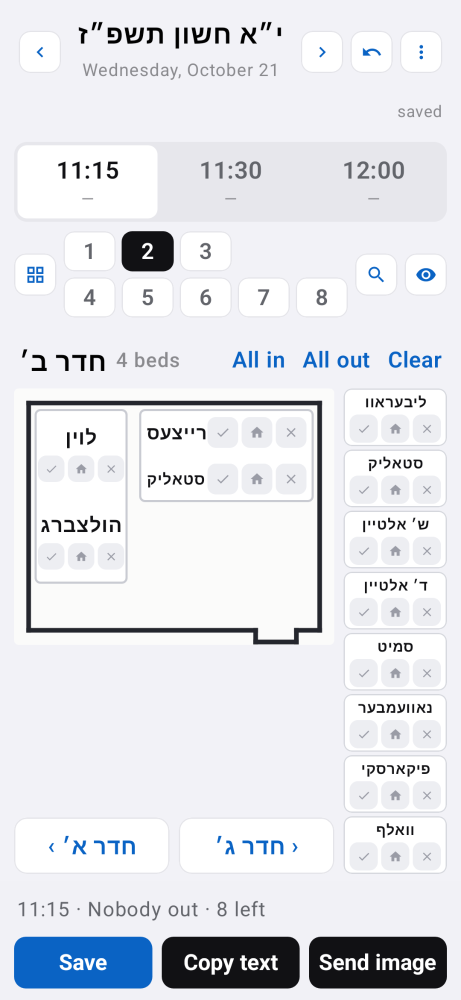 י״א חשון תשפ״ז
Wednesday, October 21
saved
11:15
11:30
12:00
–
–
–
1
2
3
4
5
6
7
8
חדר ב׳
4 beds
All in
All out
Clear
לוין
הולצברג
רייצעס
סטאליק
ליבעראוו
סטאליק
ש׳ אלטיין
ד׳ אלטיין
סמיט
נאוועמבער
פיקארסקי
וואלף
‹ חדר א׳
חדר ג׳ ›
11:15 · Nobody out · 8 left
Save
Copy text
Send image